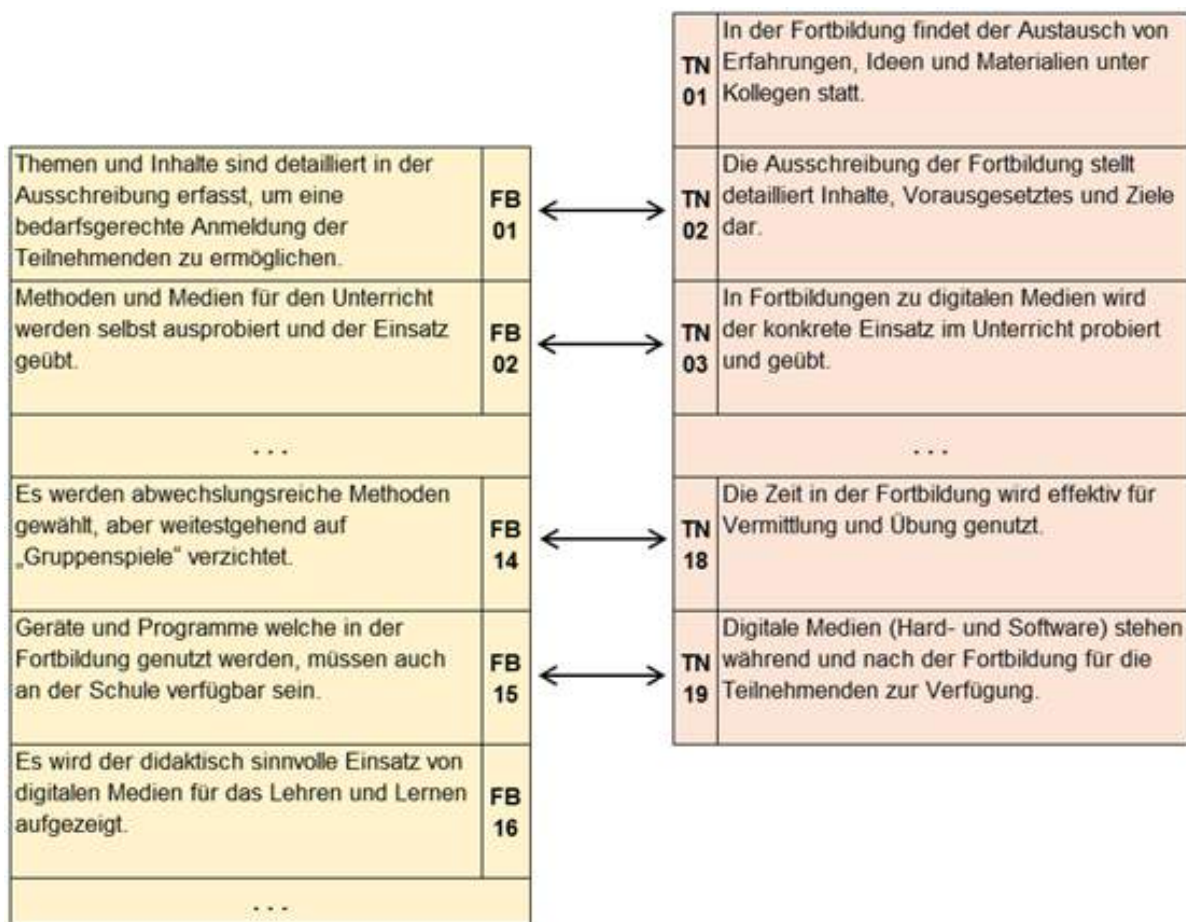 In der Fortbildung findet der Austausch von
TN Erfahrungen, Ideen und Materialien unter
01 Kollegen statt.
Themen und Inhalte sind detailliert in der
Ausschreibung erfasst, um eine FB
bedarfsgerechte Anmeldung der 01
Teilnehmenden zu ermöglichen.
Die Ausschreibung der Fortbildung stellt
TN detailliert Inhalte, Vorausgesetztes und Ziele
02 dar.
Methoden und Medien für den Unterricht
werden selbst ausprobiert und der Einsatz FB
geübt. 02
In Fortbildungen zu digitalen Medien wird
TN der konkrete Einsatz im Unterricht probiert
03 und geübt.
. . .
. . .
Es werden abwechslungsreiche Methoden
gewählt, aber weitestgehend auf FB
„Gruppenspiele“ verzichtet. 14
Die Zeit in der Fortbildung wird effektiv für
TN Vermittlung und Übung genutzt.
18
Geräte und Programme welche in der
Fortbildung genutzt werden, müssen auch FB
an der Schule verfügbar sein. 15
Digitale Medien (Hard- und Software) stehen
TN während und nach der Fortbildung für die
19 Teilnehmenden zur Verfügung.
Es wird der didaktisch sinnvolle Einsatz von
digitalen Medien für das Lehren und Lernen FB
aufgezeigt. 16
. . .